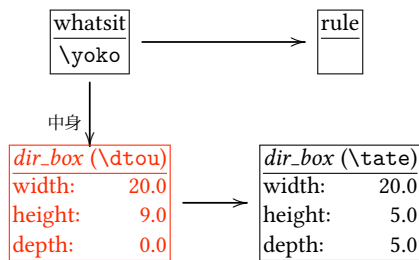 whatsit
\yoko
rule
中身
dir_box (\dtou)
width: 20.0
height: 9.0
depth: 0.0
dir_box (\tate)
width: 20.0
height: 5.0
depth: 5.0